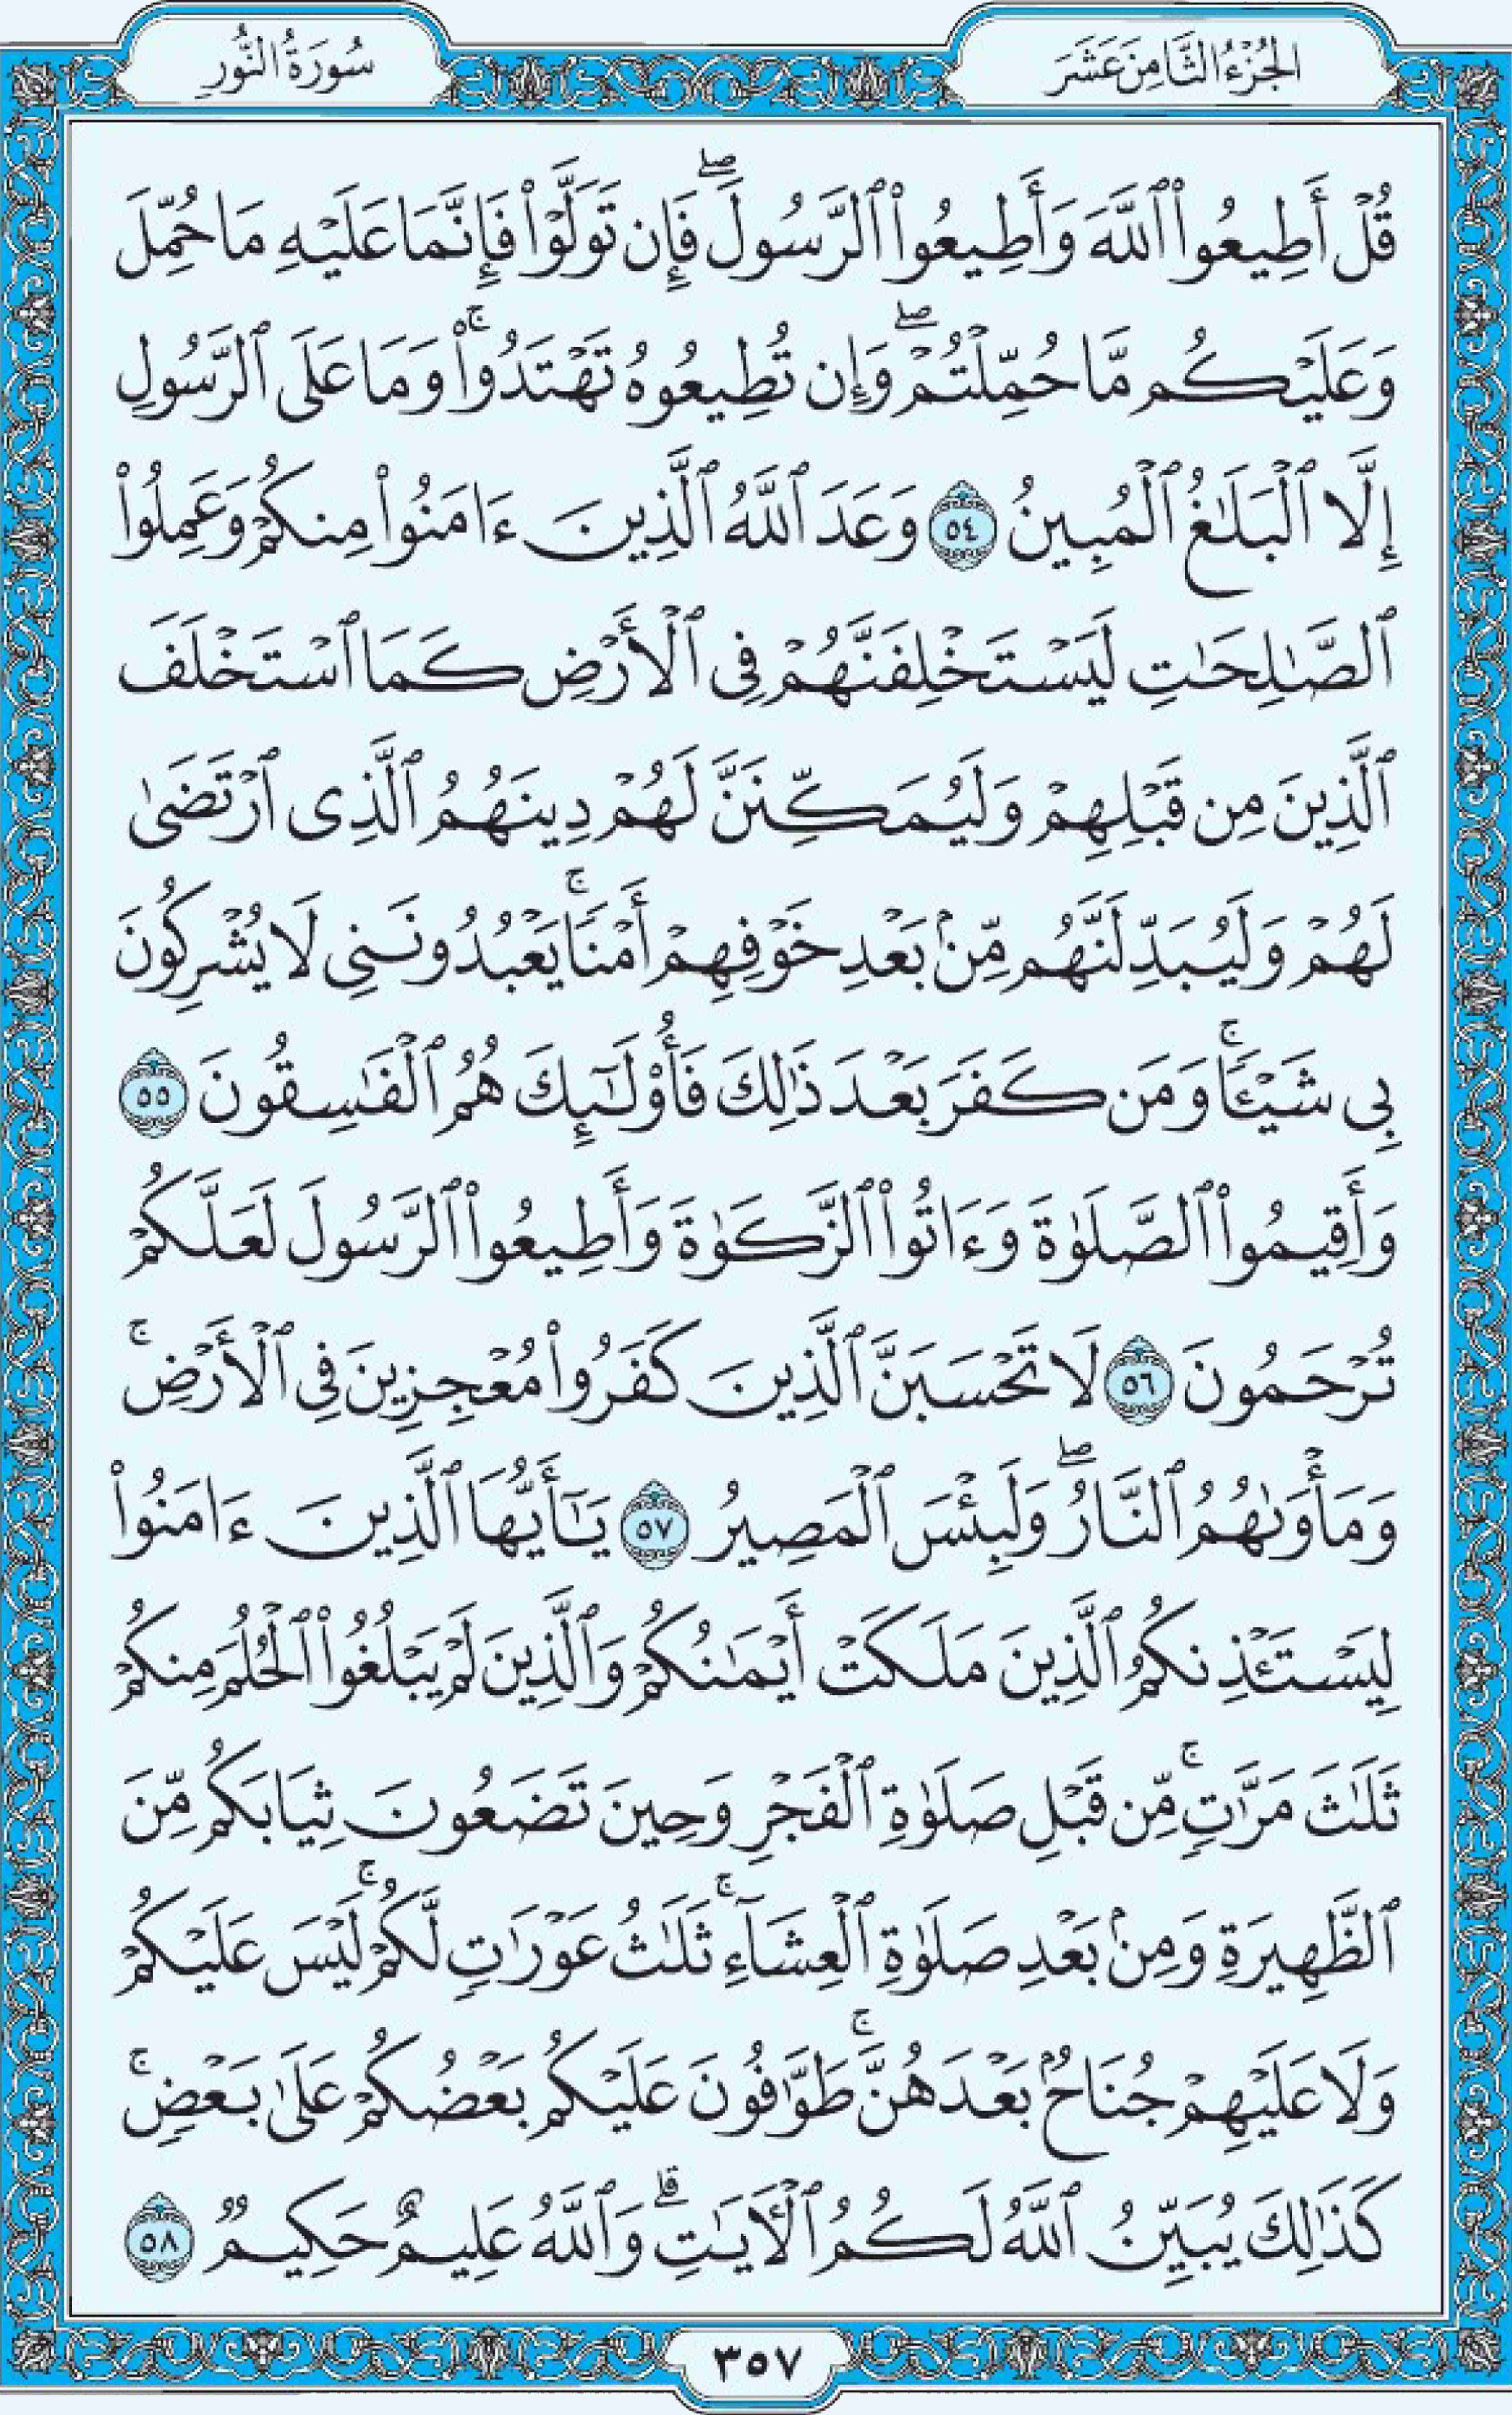 الجُزْءُ الثَّامِنَ عَشَرَ
سُورَةُ النُّورِ
قُلْ أَطِيعُوا۟ ٱللَّهَ وَأَطِيعُوا۟ ٱلرَّسُولَۖ فَإِن تَوَلَّوْا۟ فَإِنَّمَا عَلَيْهِ مَا حُمِّلَ
وَعَلَيْكُم مَّا حُمِّلْتُمْۖ وَإِن تُطِيعُوهُ تَهْتَدُوا۟ۚ وَمَا عَلَى ٱلرَّسُولِ
إِلَّا ٱلْبَلَـٰغُ ٱلْمُبِينُ ٥٤ وَعَدَ ٱللَّهُ ٱلَّذِينَ ءَامَنُوا۟ مِنكُمْ وَعَمِلُوا۟
ٱلصَّـٰلِحَـٰتِ لَيَسْتَخْلِفَنَّهُمْ فِى ٱلْأَرْضِ كَمَا ٱسْتَخْلَفَ
ٱلَّذِينَ مِن قَبْلِهِمْ وَلَيُمَكِّنَنَّ لَهُمْ دِينَهُمُ ٱلَّذِى ٱرْتَضَىٰ
لَهُمْ وَلَيُبَدِّلَنَّهُم مِّنۢ بَعْدِ خَوْفِهِمْ أَمْنًاۚ يَعْبُدُونَنِى لَا يُشْرِكُونَ
بِى شَيْـًٔاۚ وَمَن كَفَرَ بَعْدَ ذَٰلِكَ فَأُو۟لَـٰٓئِكَ هُمُ ٱلْفَـٰسِقُونَ ٥٥
وَأَقِيمُوا۟ ٱلصَّلَوٰةَ وَءَاتُوا۟ ٱلزَّكَوٰةَ وَأَطِيعُوا۟ ٱلرَّسُولَ لَعَلَّكُمْ
تُرْحَمُونَ ٥٦ لَا تَحْسَبَنَّ ٱلَّذِينَ كَفَرُوا۟ مُعْجِزِينَ فِى ٱلْأَرْضِۚ
وَمَأْوَىٰهُمُ ٱلنَّارُۖ وَلَبِئْسَ ٱلْمَصِيرُ ٥٧ يَـٰٓأَيُّهَا ٱلَّذِينَ ءَامَنُوا۟
لِيَسْتَـْٔذِنكُمُ ٱلَّذِينَ مَلَكَتْ أَيْمَـٰنُكُمْ وَٱلَّذِينَ لَمْ يَبْلُغُوا۟ ٱلْحُلُمَ مِنكُمْ
ثَلَـٰثَ مَرَّٰتٍۚ مِّن قَبْلِ صَلَوٰةِ ٱلْفَجْرِ وَحِينَ تَضَعُونَ ثِيَابَكُم مِّنَ
ٱلظَّهِيرَةِ وَمِنۢ بَعْدِ صَلَوٰةِ ٱلْعِشَآءِۚ ثَلَـٰثُ عَوْرَٰتٍ لَّكُمْۚ لَيْسَ عَلَيْكُمْ
وَلَا عَلَيْهِمْ جُنَاحٌۢ بَعْدَهُنَّۚ طَوَّٰفُونَ عَلَيْكُم بَعْضُكُمْ عَلَىٰ بَعْضٍۚ
كَذَٰلِكَ يُبَيِّنُ ٱللَّهُ لَكُمُ ٱلْـَٔايَـٰتِۗ وَٱللَّهُ عَلِيمٌ حَكِيمٌ ٥٨
٣٥٧